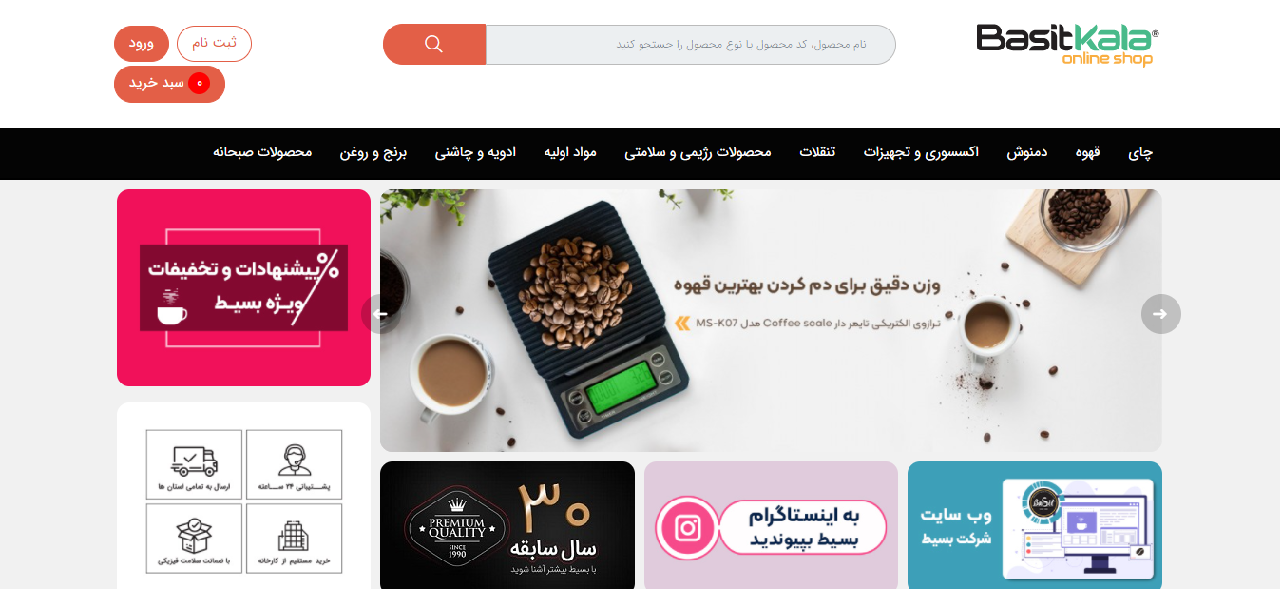 BasitKala®
online shop
نام محصول، کد محصول یا نوع محصول را جستجو کنید
ثبت نام
ورود
۰ سبد خرید
چای
قهوه
دمنوش
اکسسوری و تجهیزات
تنقلات
محصولات رژیمی و سلامتی
مواد اولیه
ادویه و چاشنی
برنج و روغن
محصولات صبحانه
وزن دقیق برای دم کردن بهترین قهوه
ترازوی الکتریکی تایمر دار Coffee scale مدل MS-K07
%پیشنهادات و تخفیفات
ویژه بسیط
پشتیبانی ۲۴ ساعته
ارسال به تمامی استان ها
خرید مستقیم از کارخانه
با ضمانت سلامت فیزیکی
وب سایت
شرکت بسیط
به اینستاگرام
بسیط بپیوندید
۳۰
سال سابقه
با بسیط بیشتر آشنا شوید
PREMIUM
QUALITY
SINCE
1990